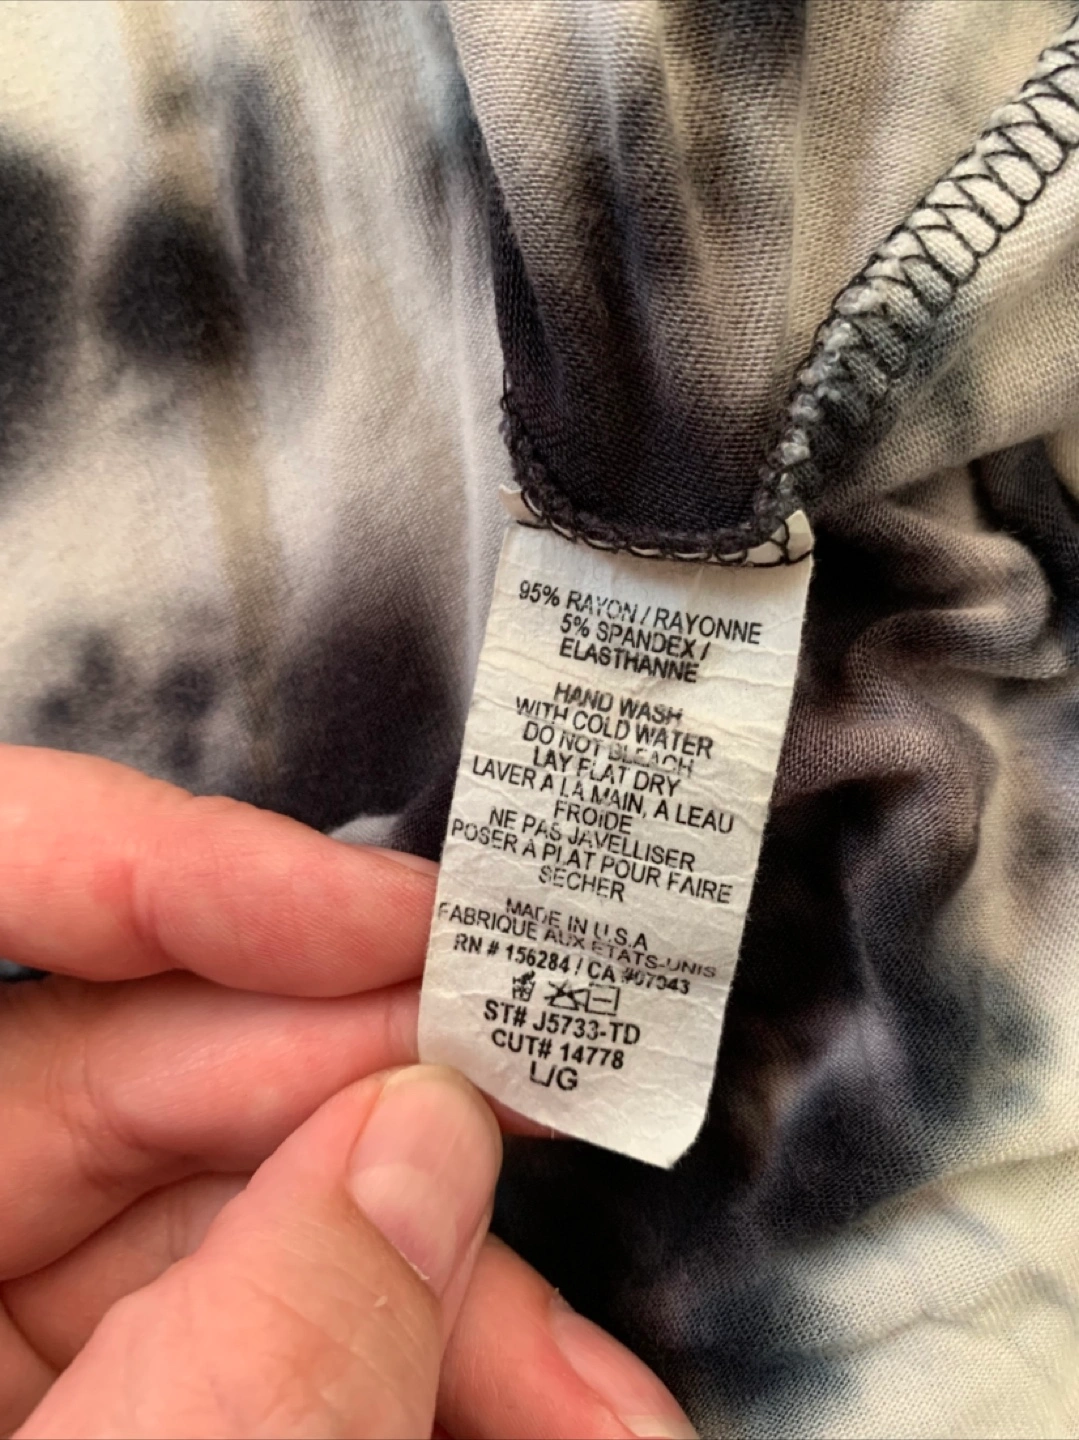 95% RAYON / RAYONNE
5% SPANDEX /
ELASTHANNE
HAND WASH
WITH COLD WATER
DO NOT BLEACH
LAY FLAT DRY
LAVER A LA MAIN, A LEAU
FROIDE
NE PAS JAVELLISER
POSER A PLAT POUR FAIRE
SECHER
MADE IN U.S.A
FABRIQUE AUX ETATS-UNIS
RN # 156284 / CA #07343
ST# J5733-TD
CUT# 14778
L/G